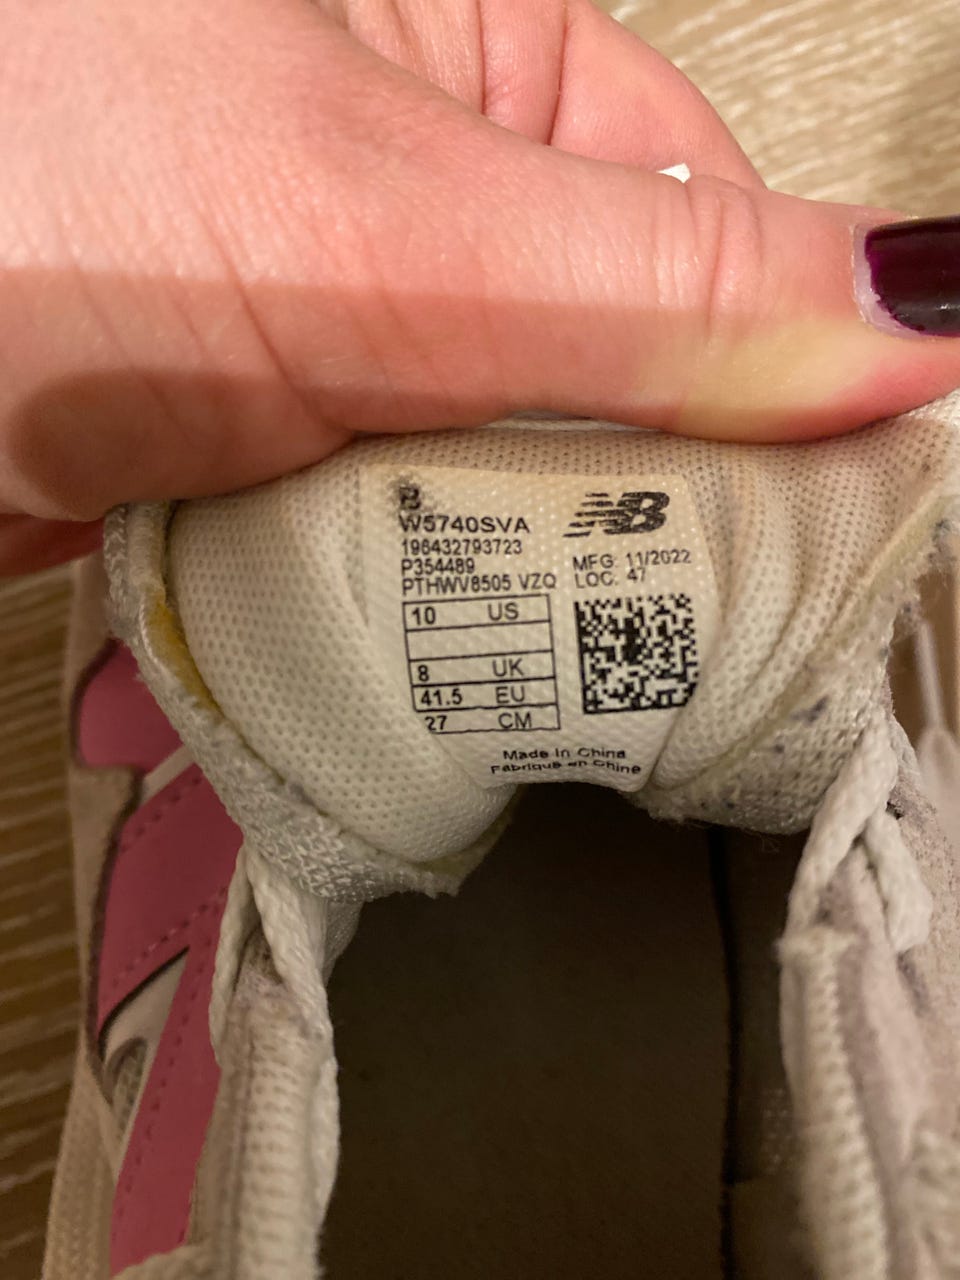 B
W5740SVA
196432793723
P354489
PTHWV8505 VZQ
NB
MFG: 11/2022
LOC: 47
10 US
8 UK
41.5 EU
27 CM
Made in China
Fabriqué en Chine